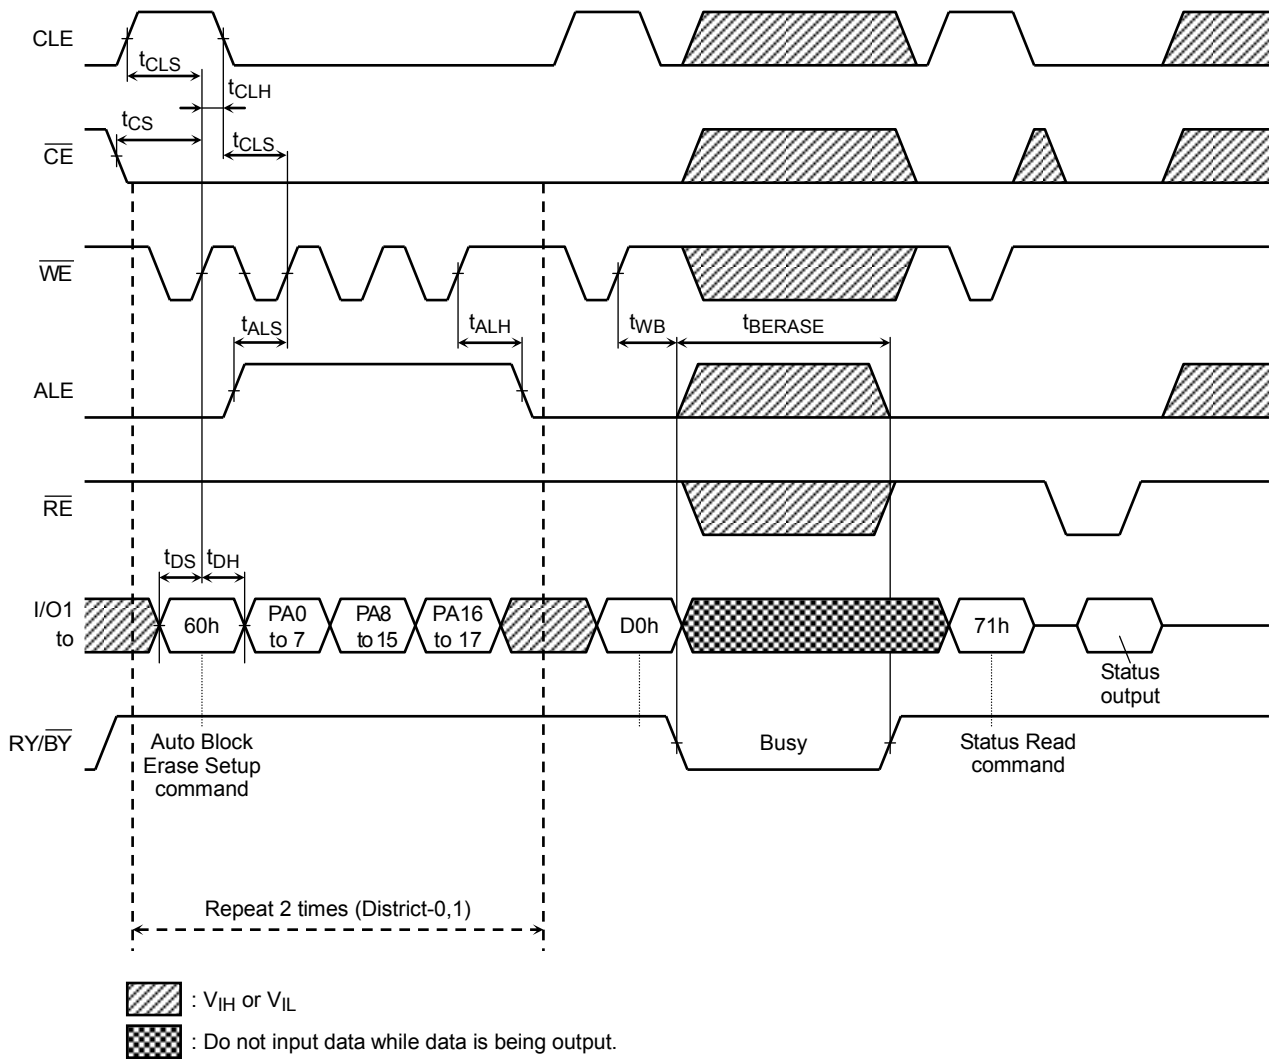 CLE
tCLS
tCLH
tCS
tCLS
CE
WE
tALS
tALH
tWB
tBERASE
ALE
RE
tDS
tDH
I/O1
to
60h
PA0
to 7
PA8
to 15
PA16
to 17
D0h
71h
Status
output
RY/BY
Auto Block
Erase Setup
command
Busy
Status Read
command
Repeat 2 times (District-0,1)
: VIH or VIL
: Do not input data while data is being output.